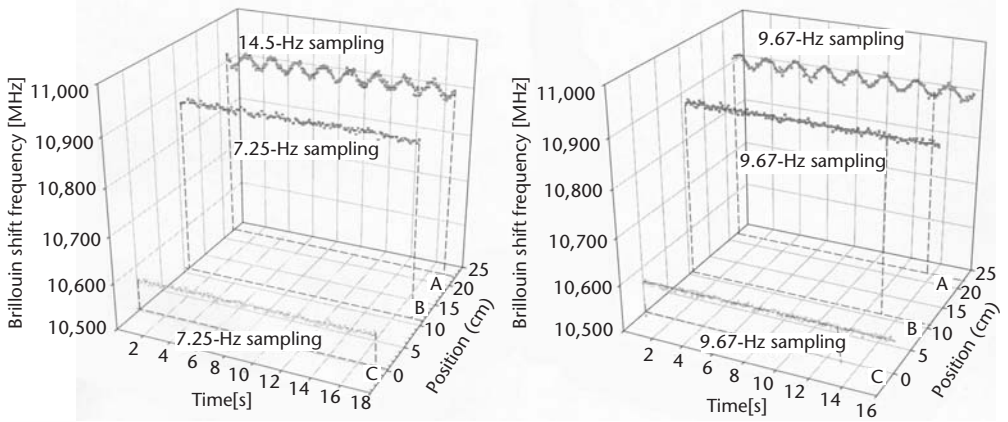 14.5-Hz sampling
Brillouin shift frequency [MHz]
11,000
10,900
10,800
10,700
10,600
10,500
7.25-Hz sampling
7.25-Hz sampling
A
B
C
25
20
15
10
5
0
Position (cm)
2
4
6
8
10
12
14
16
18
Time[s]
9.67-Hz sampling
Brillouin shift frequency [MHz]
11,000
10,900
10,800
10,700
10,600
10,500
9.67-Hz sampling
9.67-Hz sampling
A
B
C
25
20
15
10
5
0
Position (cm)
2
4
6
8
10
12
14
16
Time[s]